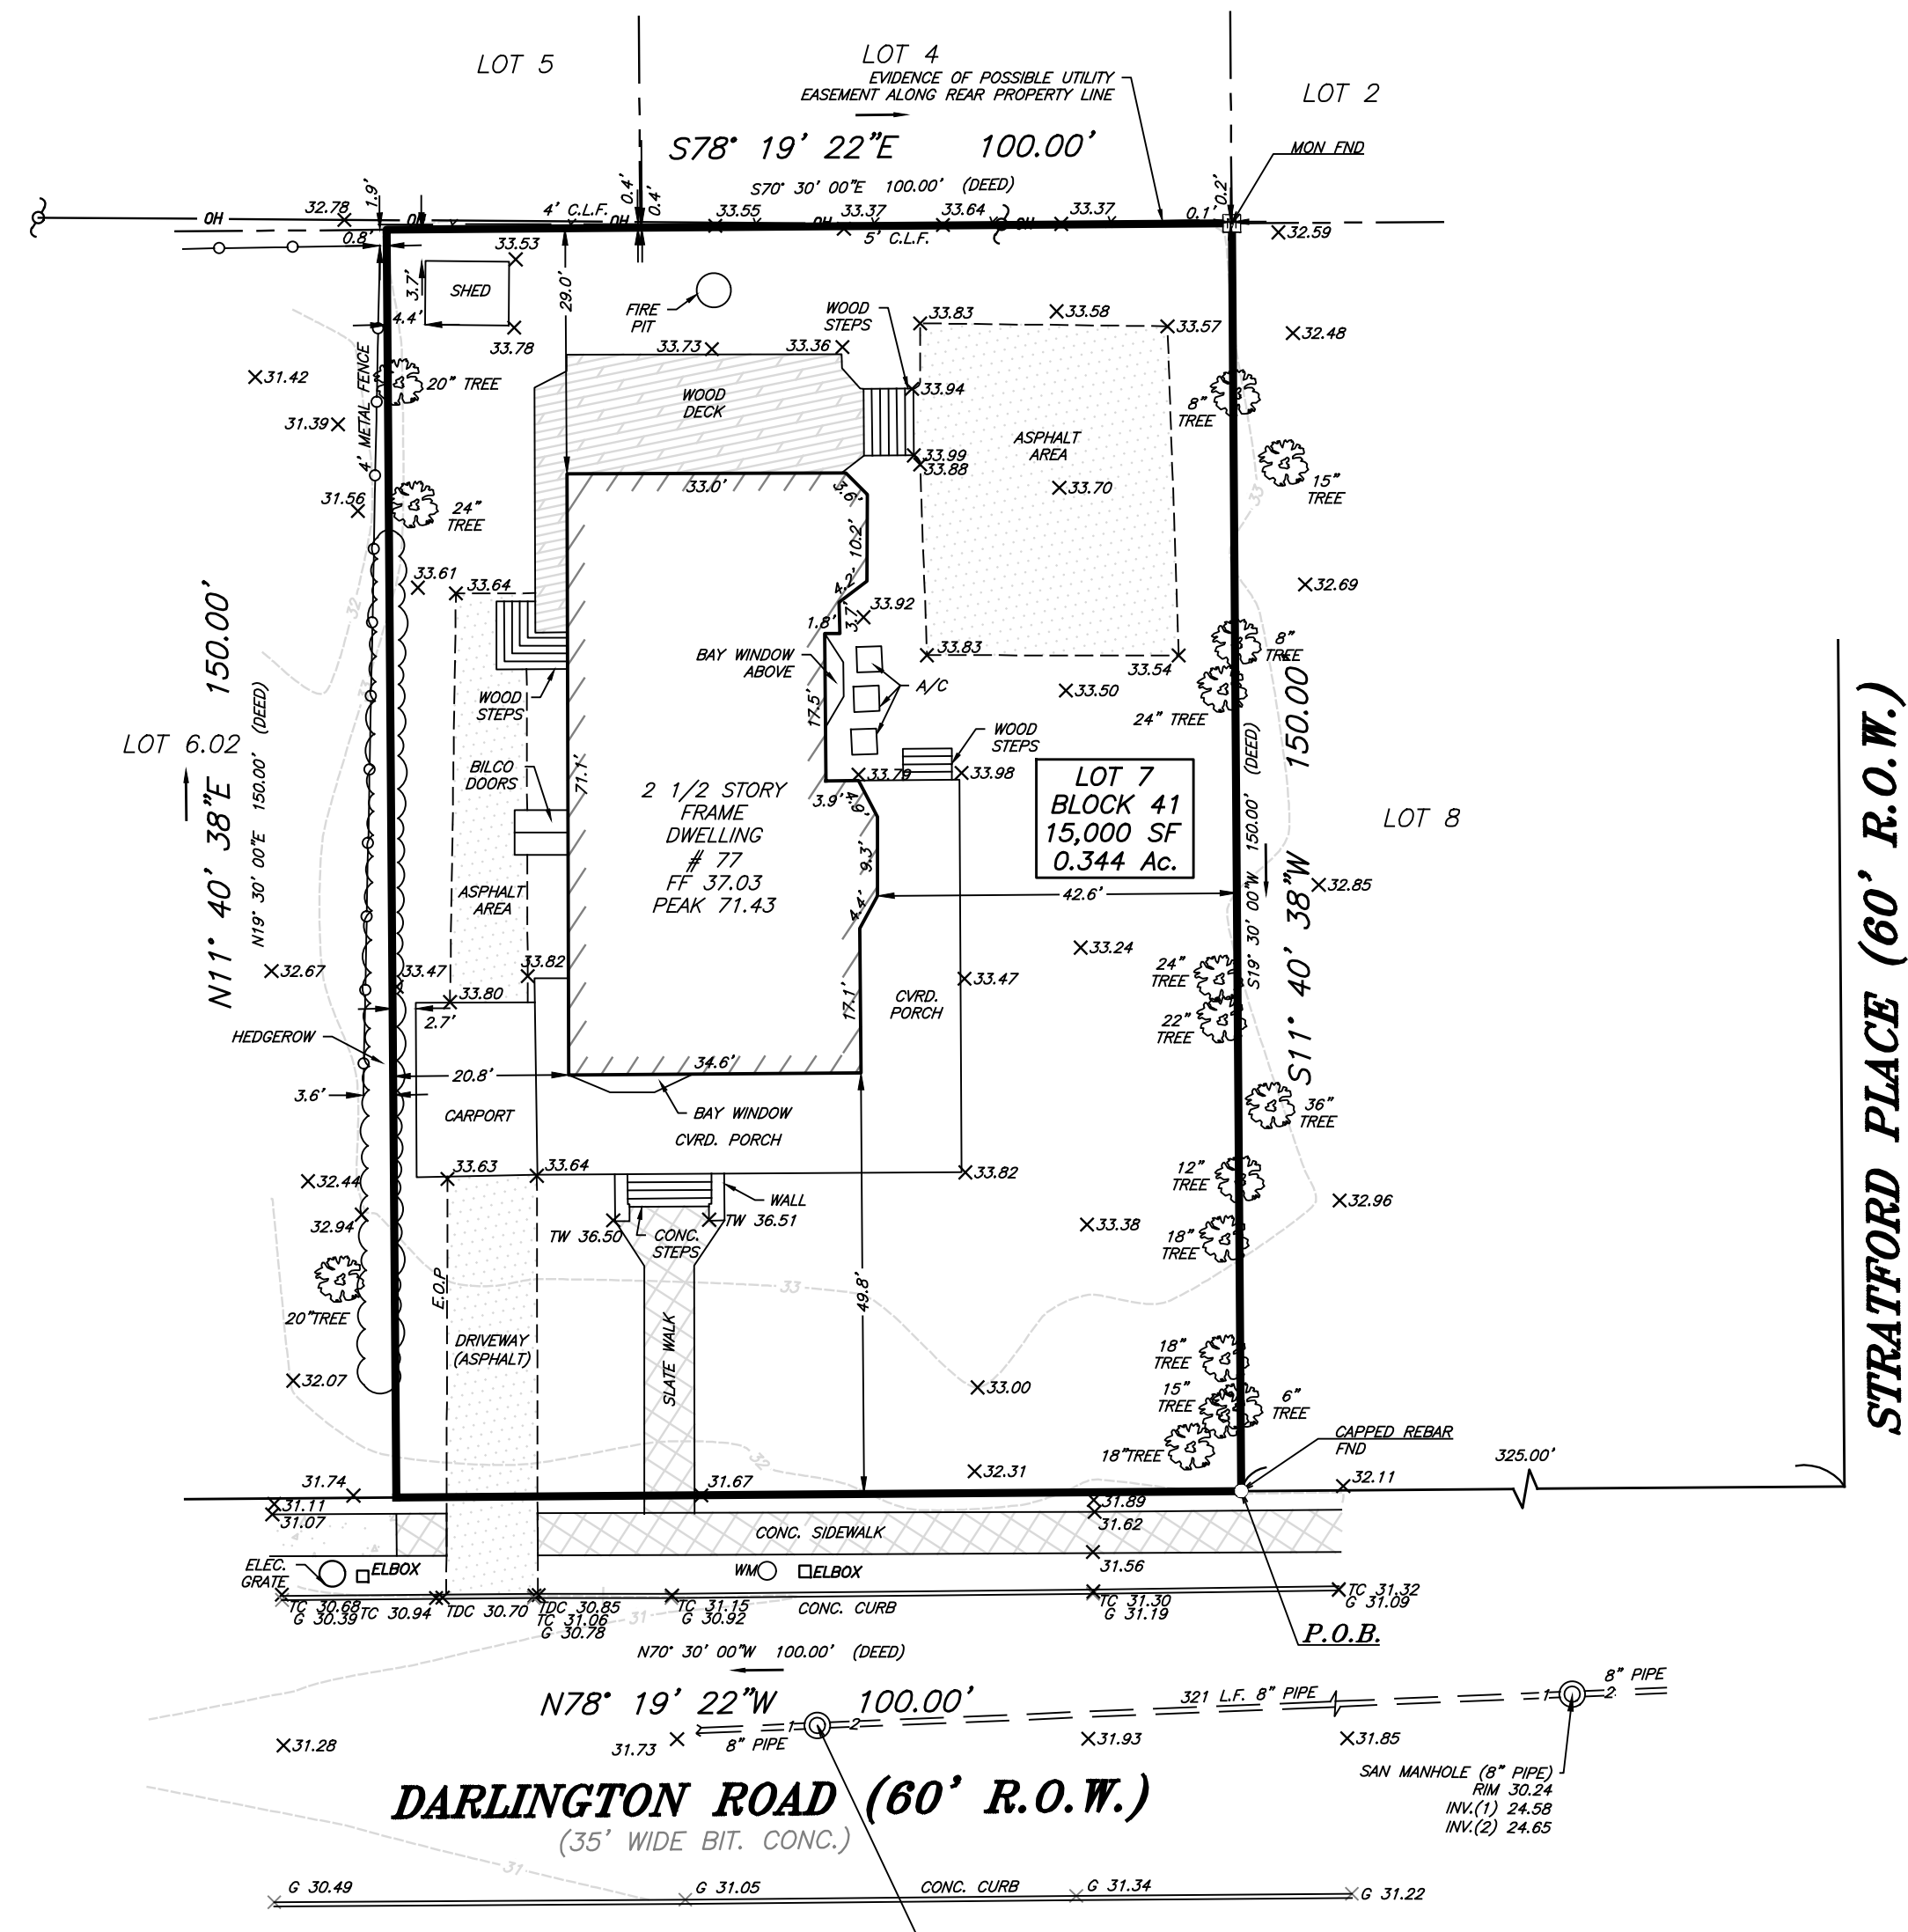 LOT 5
LOT 4
EVIDENCE OF POSSIBLE UTILITY
EASEMENT ALONG REAR PROPERTY LINE
LOT 2
MON FND
S78° 19' 22"E 100.00'
S70° 30' 00"E 100.00' (DEED)
1.9'
0.4'
0.4'
0.2'
0.1'
OH
32.78
OH
4' C.L.F.
OH
33.55
OH
33.37
33.64
OH
33.37
5' C.L.F.
32.59
0.8'
33.53
3.7'
SHED
4.4'
33.78
29.0'
FIRE
PIT
WOOD
STEPS
33.83
33.58
33.57
32.48
33.73
33.36
31.42
4' METAL FENCE
20" TREE
WOOD
DECK
33.94
8"
TREE
31.39
ASPHALT
AREA
33.99
33.88
33.70
15"
TREE
33
31.56
24"
TREE
33.0'
3.6'
10.2'
4.2'
3.7'
1.8'
33.92
32.69
33.61
33.64
32
33
33.83
33.54
8"
TREE
24" TREE
BAY WINDOW
ABOVE
17.5'
A/C
33.50
WOOD
STEPS
WOOD
STEPS
N11° 40' 38"E 150.00'
N19° 30' 00"E 150.00' (DEED)
LOT 6.02
BILCO
DOORS
71.1'
33.79
33.98
3.9'
4.9'
2 1/2 STORY
FRAME
DWELLING
# 77
FF 37.03
PEAK 71.43
LOT 7
BLOCK 41
15,000 SF
0.344 Ac.
S19° 30' 00"W 150.00' (DEED)
S11° 40' 38"W 150.00'
LOT 8
STRATFORD PLACE (60' R.O.W.)
9.3'
4.4'
42.6'
32.85
ASPHALT
AREA
33.24
32.67
33.47
33.82
33.80
33.47
24"
TREE
22"
TREE
2.7'
17.1'
CVRD.
PORCH
HEDGEROW
34.6'
20.8'
3.6'
CARPORT
BAY WINDOW
CVRD. PORCH
36"
TREE
33.63
33.64
33.82
12"
TREE
32.44
WALL
32.96
32.94
TW 36.50
TW 36.51
CONC.
STEPS
33.38
18"
TREE
20"TREE
E.O.P
33
49.8'
DRIVEWAY
(ASPHALT)
SLATE WALK
18"
TREE
32.07
33.00
15"
TREE
6"
TREE
18"TREE
CAPPED REBAR
FND
325.00'
32
32.31
32.11
31.74
31.67
31.11
31.07
31.89
31.62
CONC. SIDEWALK
31.56
ELEC.
GRATE
ELBOX
WM
ELBOX
TC 30.68
G 30.39
TC 30.94
TDC 30.70
TDC 30.85
TC 31.06
G 30.78
TC 31.15
G 30.92
CONC. CURB
TC 31.30
G 31.19
TC 31.32
G 31.09
31
P.O.B.
N70° 30' 00"W 100.00' (DEED)
N78° 19' 22"W 100.00'
321 L.F. 8" PIPE
8" PIPE
1
2
1
2
8" PIPE
31.28
31.73
31.93
31.85
SAN MANHOLE (8" PIPE)
RIM 30.24
INV.(1) 24.58
INV.(2) 24.65
DARLINGTON ROAD (60' R.O.W.)
(35' WIDE BIT. CONC.)
31
G 30.49
G 31.05
CONC. CURB
G 31.34
G 31.22